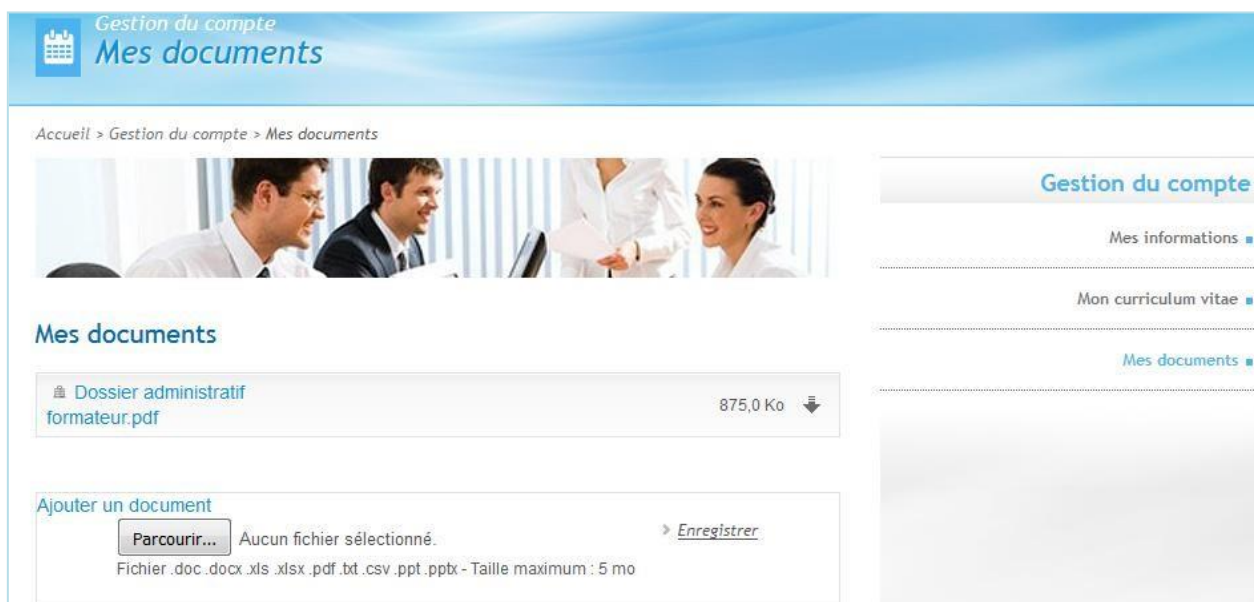 Gestion du compte
Mes documents
Accueil > Gestion du compte > Mes documents
Gestion du compte
Mes informations
Mon curriculum vitae
Mes documents
Mes documents
Dossier administratif
formateur.pdf
875,0 Ko
Ajouter un document
Parcourir... Aucun fichier sélectionné.
> Enregistrer
Fichier .doc .docx .xls .xlsx .pdf .txt .csv .ppt .pptx - Taille maximum : 5 mo